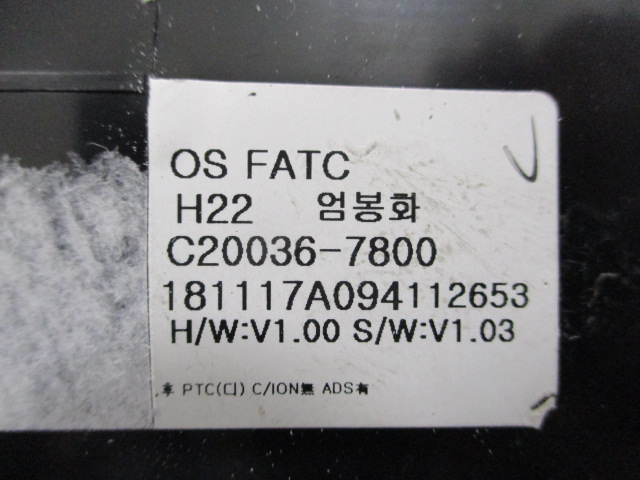 OS FATC
H22 엄봉화
C20036-7800
181117A094112653
H/W:V1.00 S/W:V1.03
PTC(디) C/ION無 ADS有